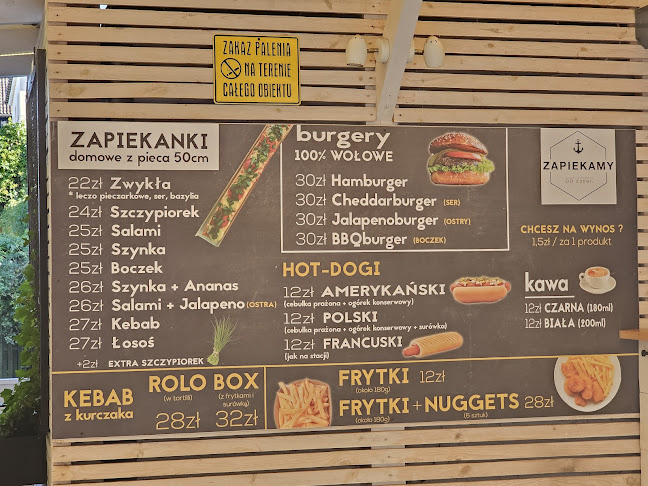 ZAKAZ PALENIA
NA TERENIE
CAŁEGO OBIEKTU
ZAPIEKANKI
domowe z pieca 50cm
22zł Zwykła
* leczo pieczarkowe, ser, bazylia
24zł Szczypiorek
25zł Salami
25zł Szynka
25zł Boczek
26zł Szynka + Ananas
26zł Salami + Jalapeno (OSTRA)
27zł Kebab
27zł Łosoś
+2zł EXTRA SZCZYPIOREK
burgery
100% WOŁOWE
30zł Hamburger
30zł Cheddarburger (SER)
30zł Jalapenoburger (OSTRY)
30zł BBQburger (BOCZEK)
ZAPIEKAMY
CHCESZ NA WYNOS ?
1,5zł / za 1 produkt
HOT-DOGI
12zł AMERYKAŃSKI
(cebulka prażona + ogórek konserwowy)
12zł POLSKI
(cebulka prażona + ogórek konserwowy + surówka)
12zł FRANCUSKI
(jak na stacji)
kawa
12zł CZARNA (180ml)
12zł BIAŁA (200ml)
KEBAB
z kurczaka
ROLO BOX
(w tortilli) (z frytkami i surówką)
28zł 32zł
FRYTKI 12zł
(około 180g)
FRYTKI + NUGGETS 28zł
(około 180g) (6 sztuk)